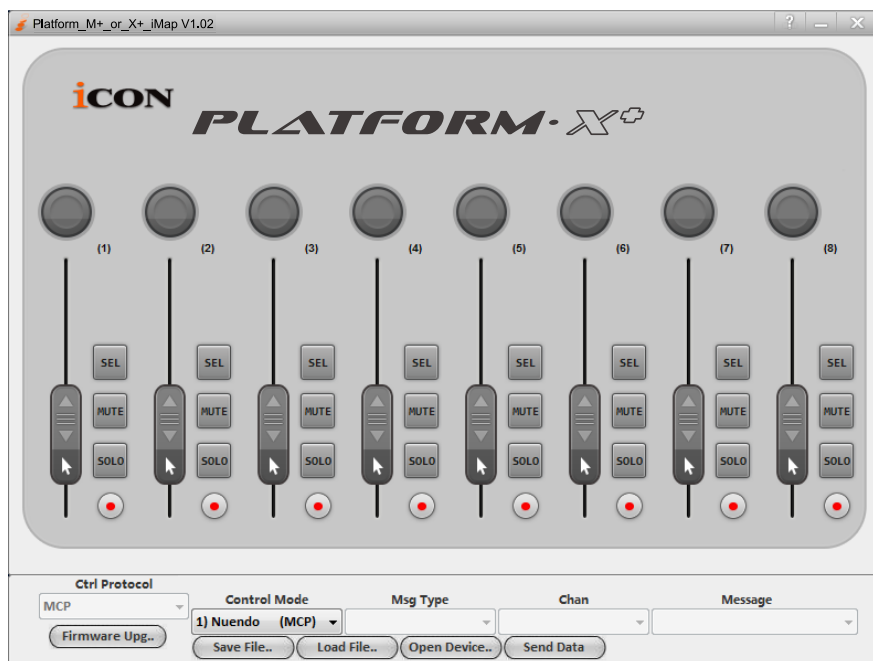 Platform_M+_or_X+_iMap V1.02
?
iCON
PLATFORM·X+
(1) (2) (3) (4) (5) (6) (7) (8)
SEL SEL SEL SEL SEL SEL SEL SEL
MUTE MUTE MUTE MUTE MUTE MUTE MUTE MUTE
SOLO SOLO SOLO SOLO SOLO SOLO SOLO SOLO
Ctrl Protocol
Control Mode Msg Type Chan Message
MCP
1) Nuendo (MCP)
Firmware Upg..
Save File.. Load File.. Open Device.. Send Data